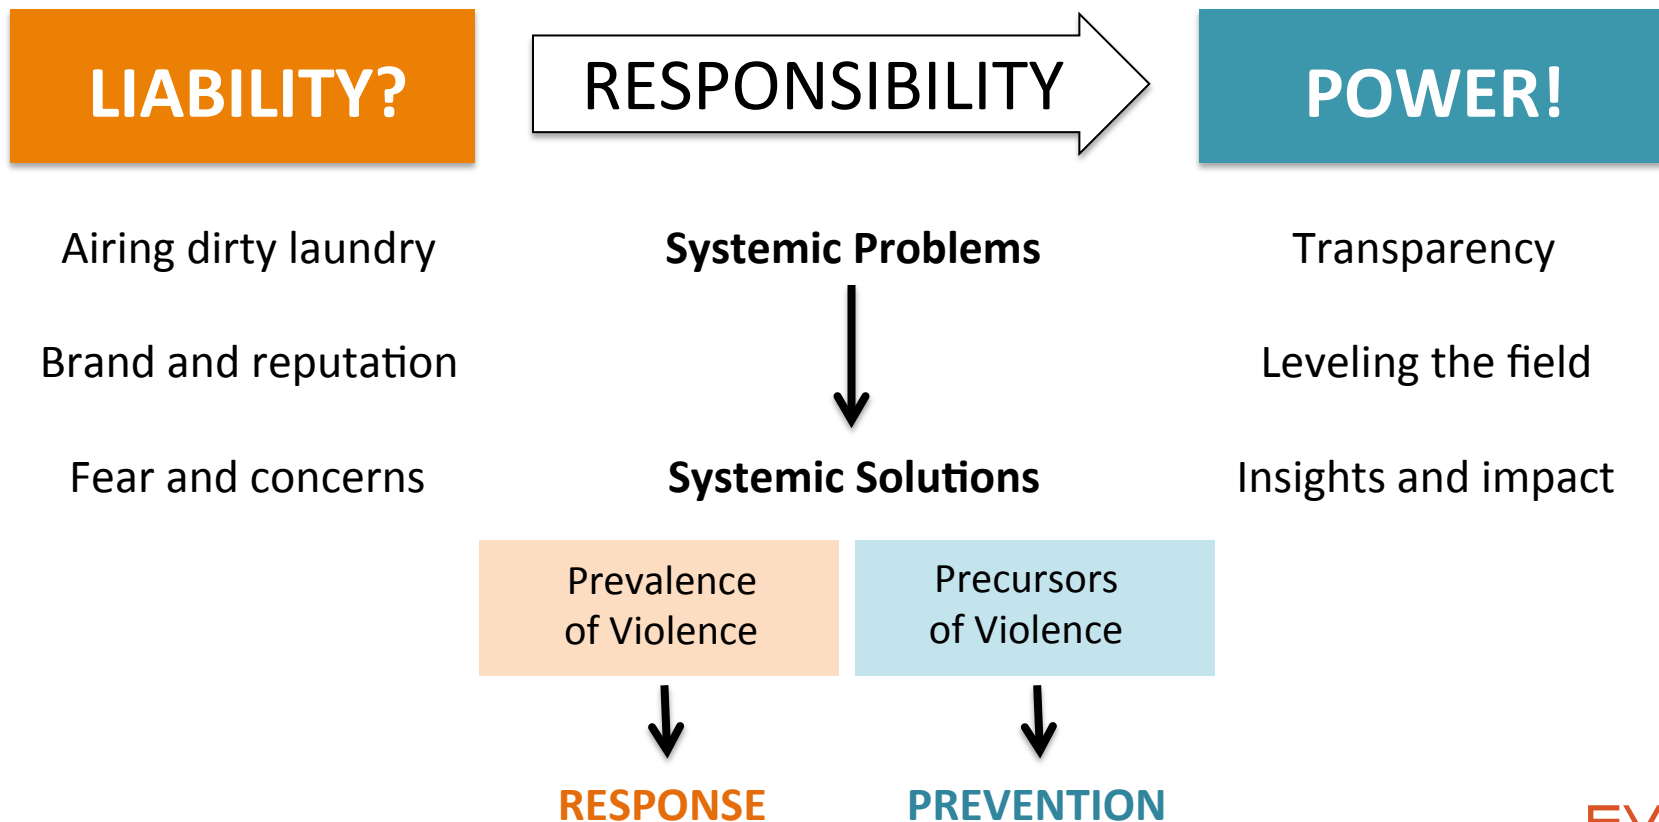 LIABILITY?
RESPONSIBILITY
POWER!
Airing dirty laundry
Systemic Problems
Transparency
Brand and reputation
Leveling the field
Fear and concerns
Systemic Solutions
Insights and impact
Prevalence
of Violence
Precursors
of Violence
RESPONSE
PREVENTION